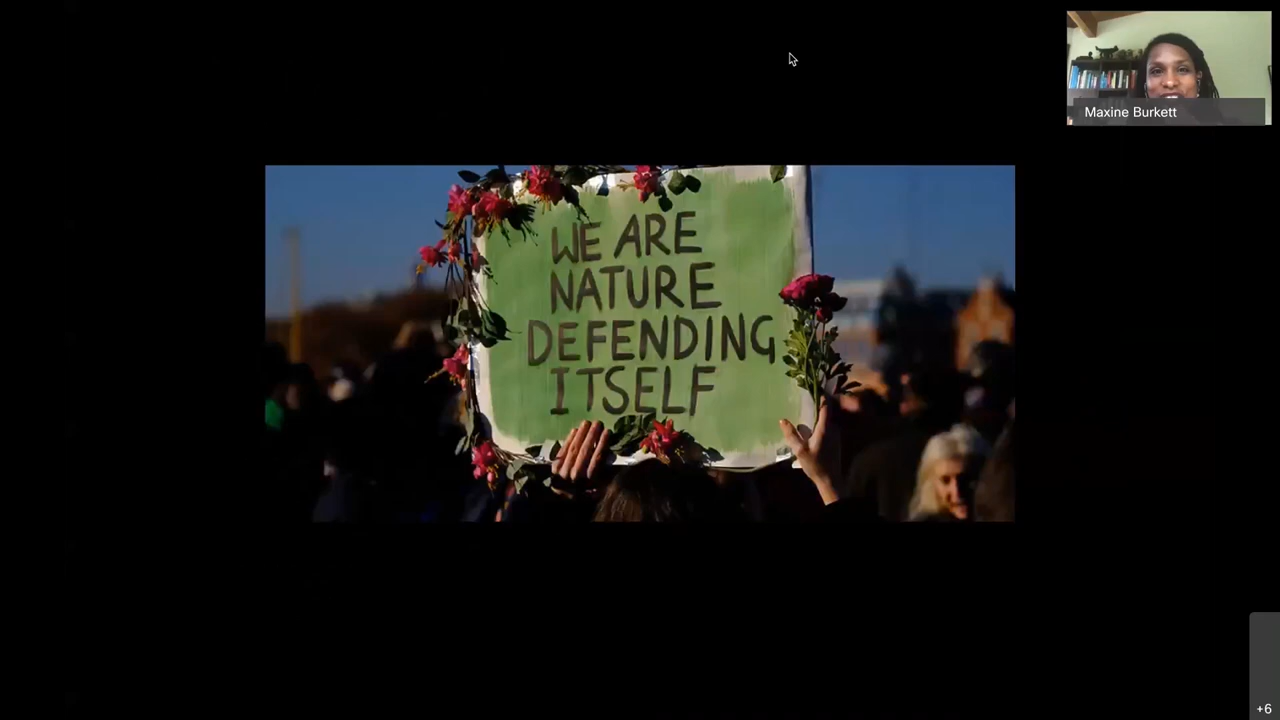 Maxine Burkett
WE ARE
NATURE
DEFENDING
ITSELF
+6